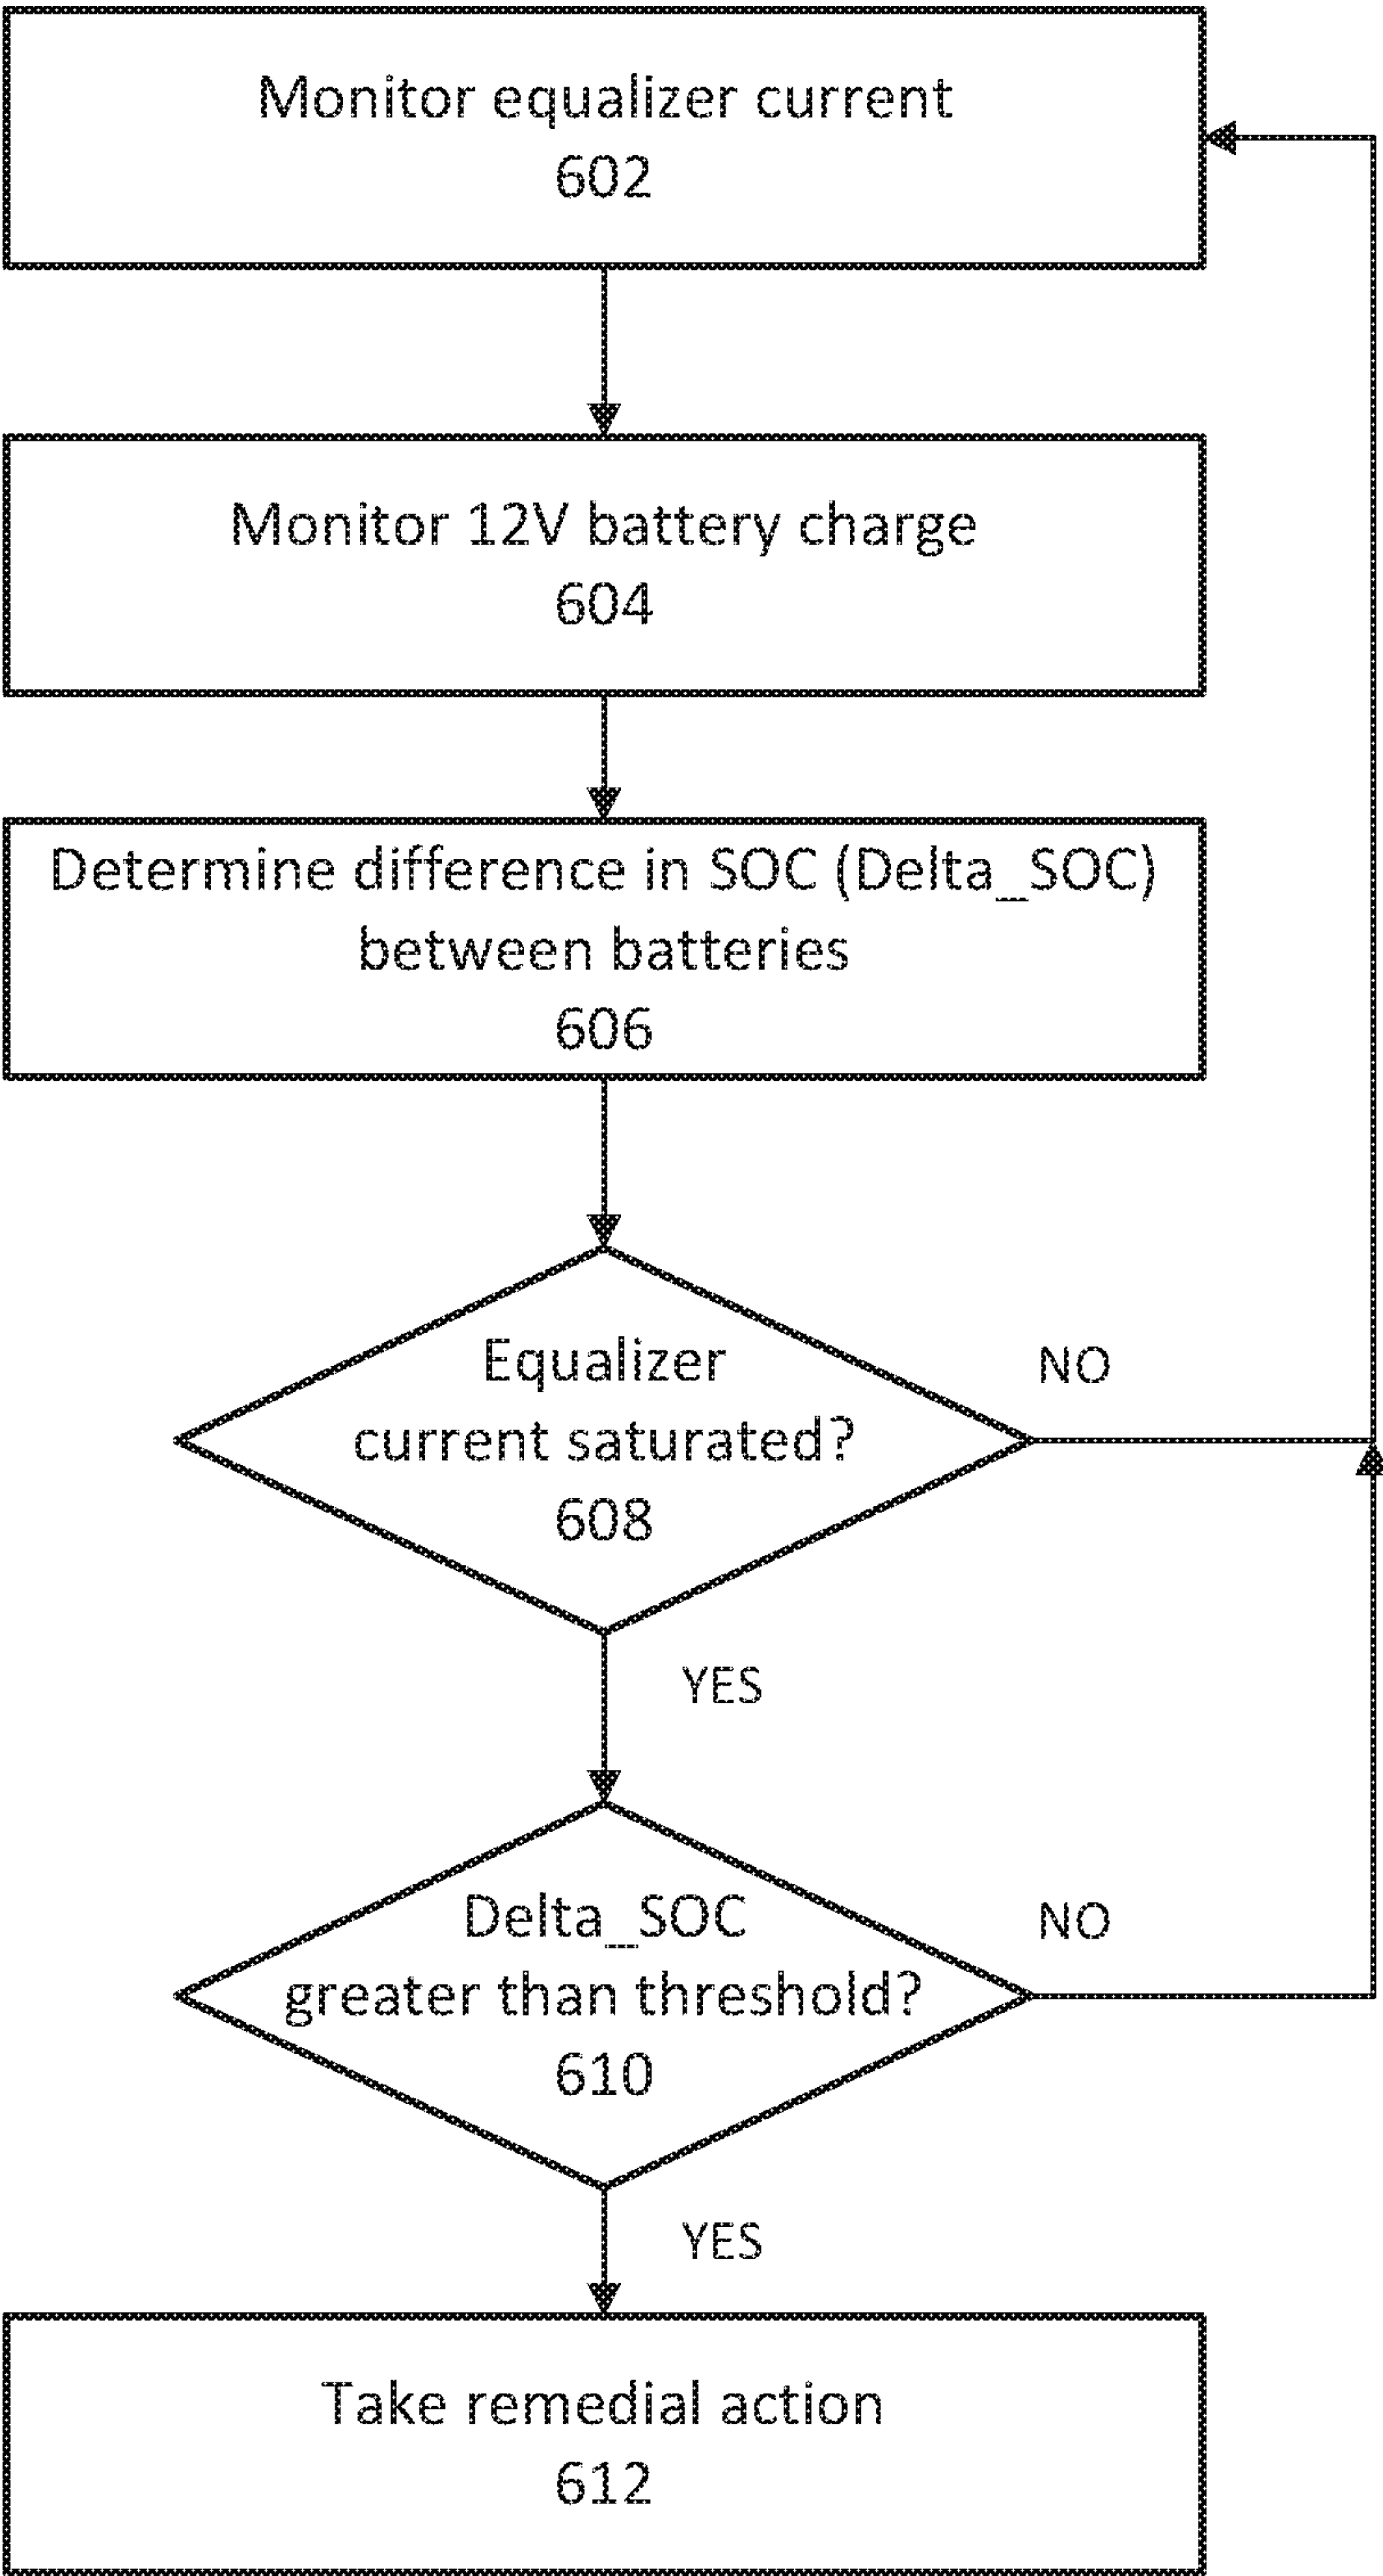 Monitor equalizer current
602
Monitor 12V battery charge
604
Determine difference in SOC (Delta_SOC)
between batteries
606
Equalizer
current saturated?
608
NO
YES
Delta_SOC
greater than threshold?
610
NO
YES
Take remedial action
612